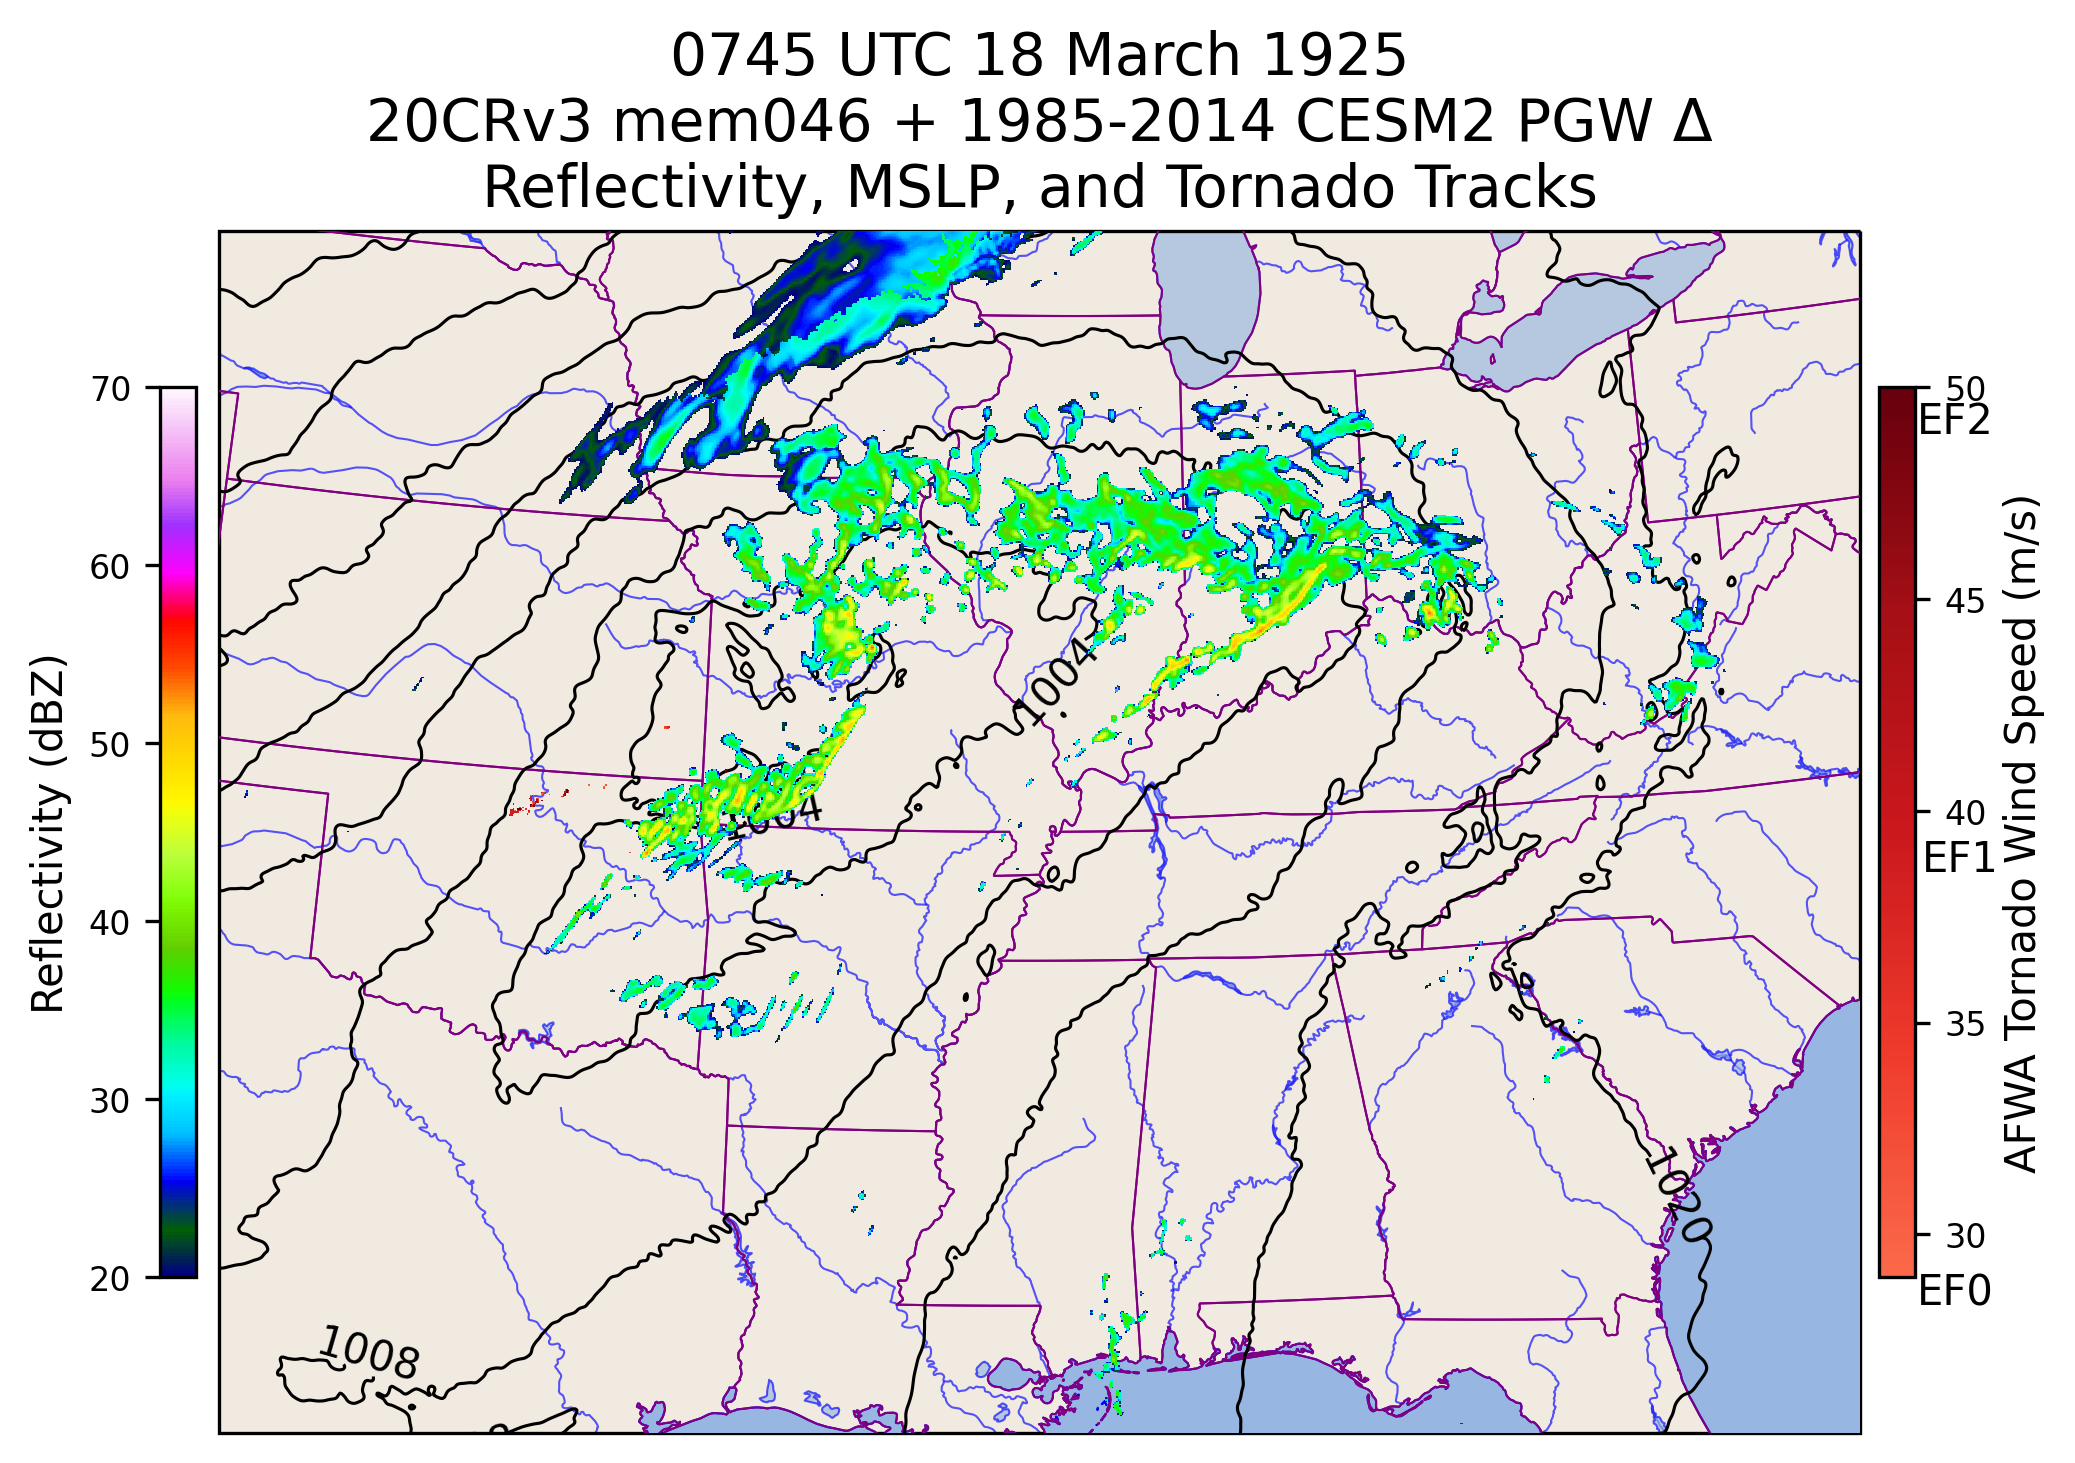 0745 UTC 18 March 1925
20CRv3 mem046 + 1985-2014 CESM2 PGW Δ
Reflectivity, MSLP, and Tornado Tracks
70
60
50
40
30
20
Reflectivity (dBZ)
1004
1004
1020
1008
50
EF2
45
40
EF1
35
30
EF0
AFWA Tornado Wind Speed (m/s)